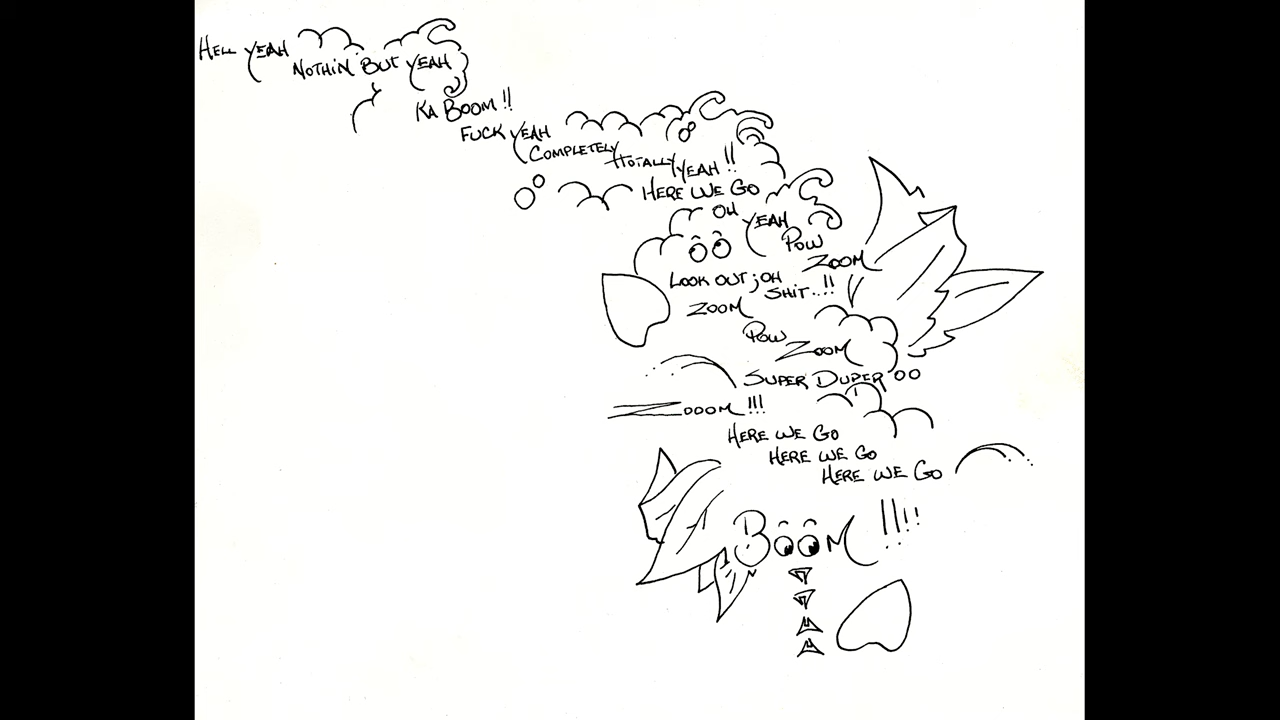 HELL YEAH
NOTHIN' BUT YEAH
KA BOOM!!
FUCK YEAH
COMPLETELY TOTALLY YEAH!!
HERE WE GO
OH YEAH
POW
ZOOM
LOOK OUT; OH SHIT...!!
ZOOM
POW
ZOOM
SUPER DUPER OO
ZOOOM!!!
HERE WE GO
HERE WE GO
HERE WE GO
BOOM!!!!